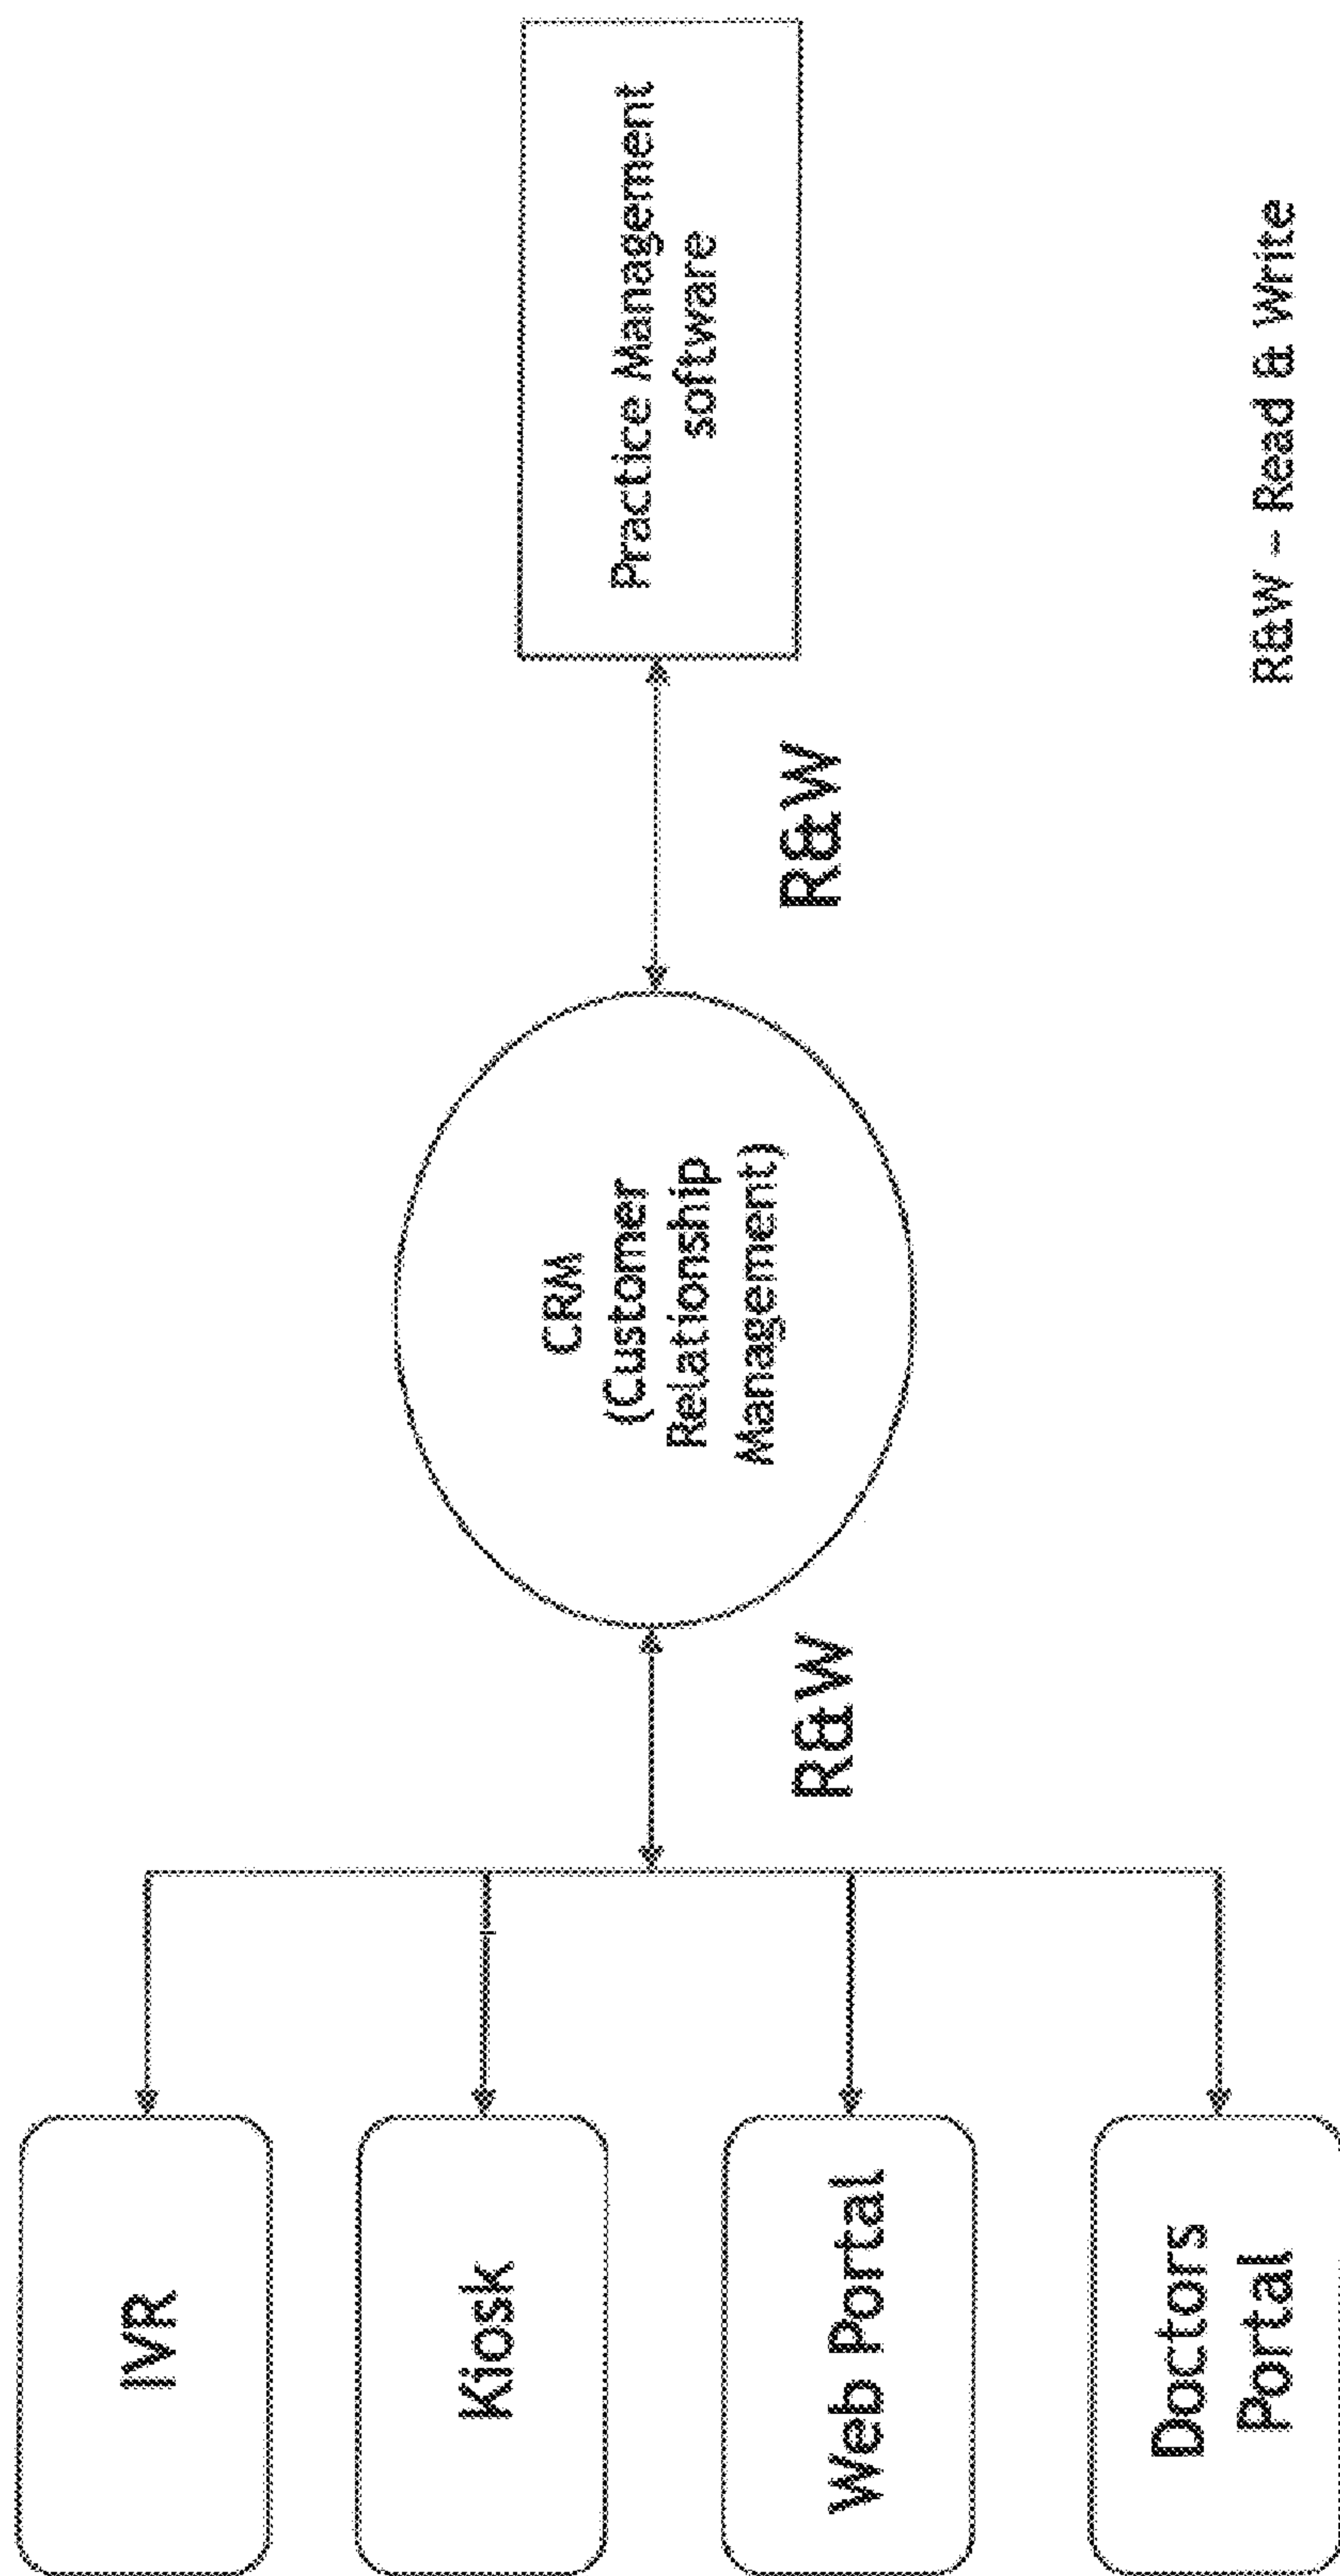 IVR
Kiosk
Web Portal
Doctors
Portal
R&W
CRM
(Customer
Relationship
Management)
R&W
Practice Management
software
R&W – Read & Write